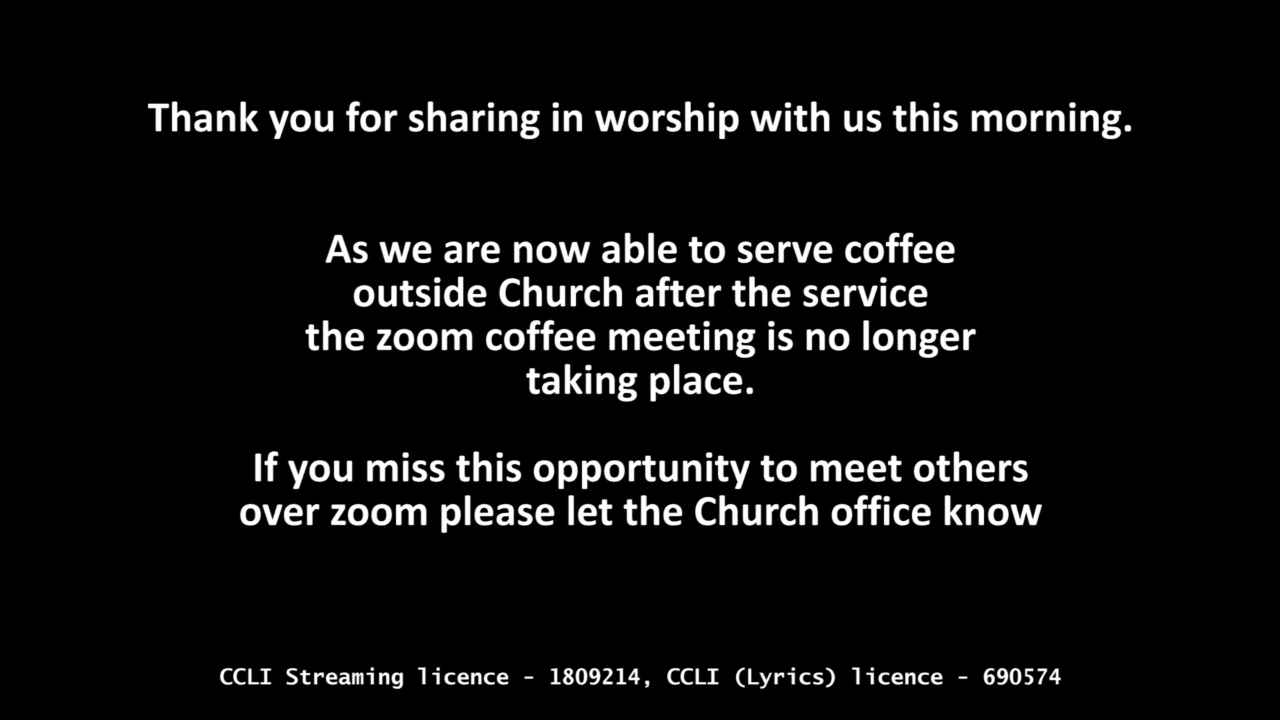 Thank you for sharing in worship with us this morning.
As we are now able to serve coffee
outside Church after the service
the zoom coffee meeting is no longer
taking place.
If you miss this opportunity to meet others
over zoom please let the Church office know
CCLI Streaming licence - 1809214, CCLI (Lyrics) licence - 690574